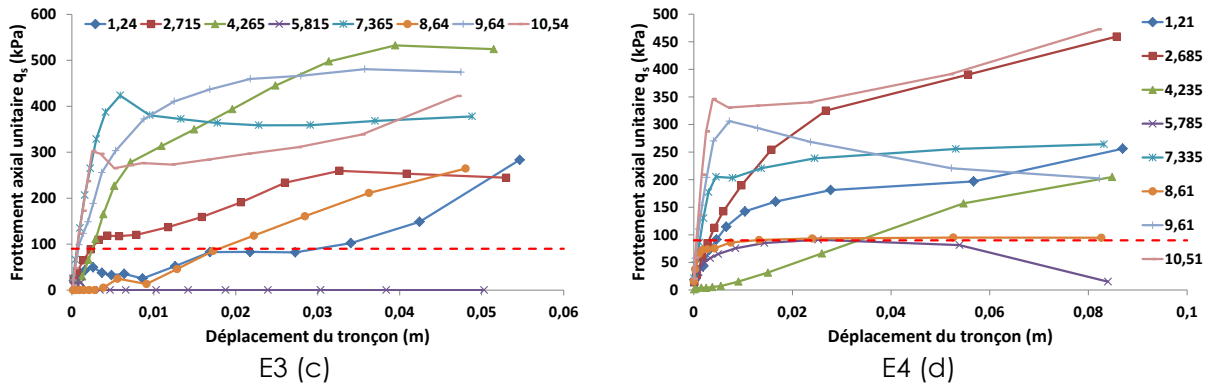 Frottement axial unitaire qs (kPa)
600
500
400
300
200
100
0
1,24 2,715 4,265 5,815 7,365 8,64 9,64 10,54
0 0,01 0,02 0,03 0,04 0,05 0,06
Déplacement du tronçon (m)
E3 (c)
Frottement axial unitaire qs (kPa)
500
450
400
350
300
250
200
150
100
50
0
0 0,02 0,04 0,06 0,08 0,1
Déplacement du tronçon (m)
1,21
2,685
4,235
5,785
7,335
8,61
9,61
10,51
E4 (d)